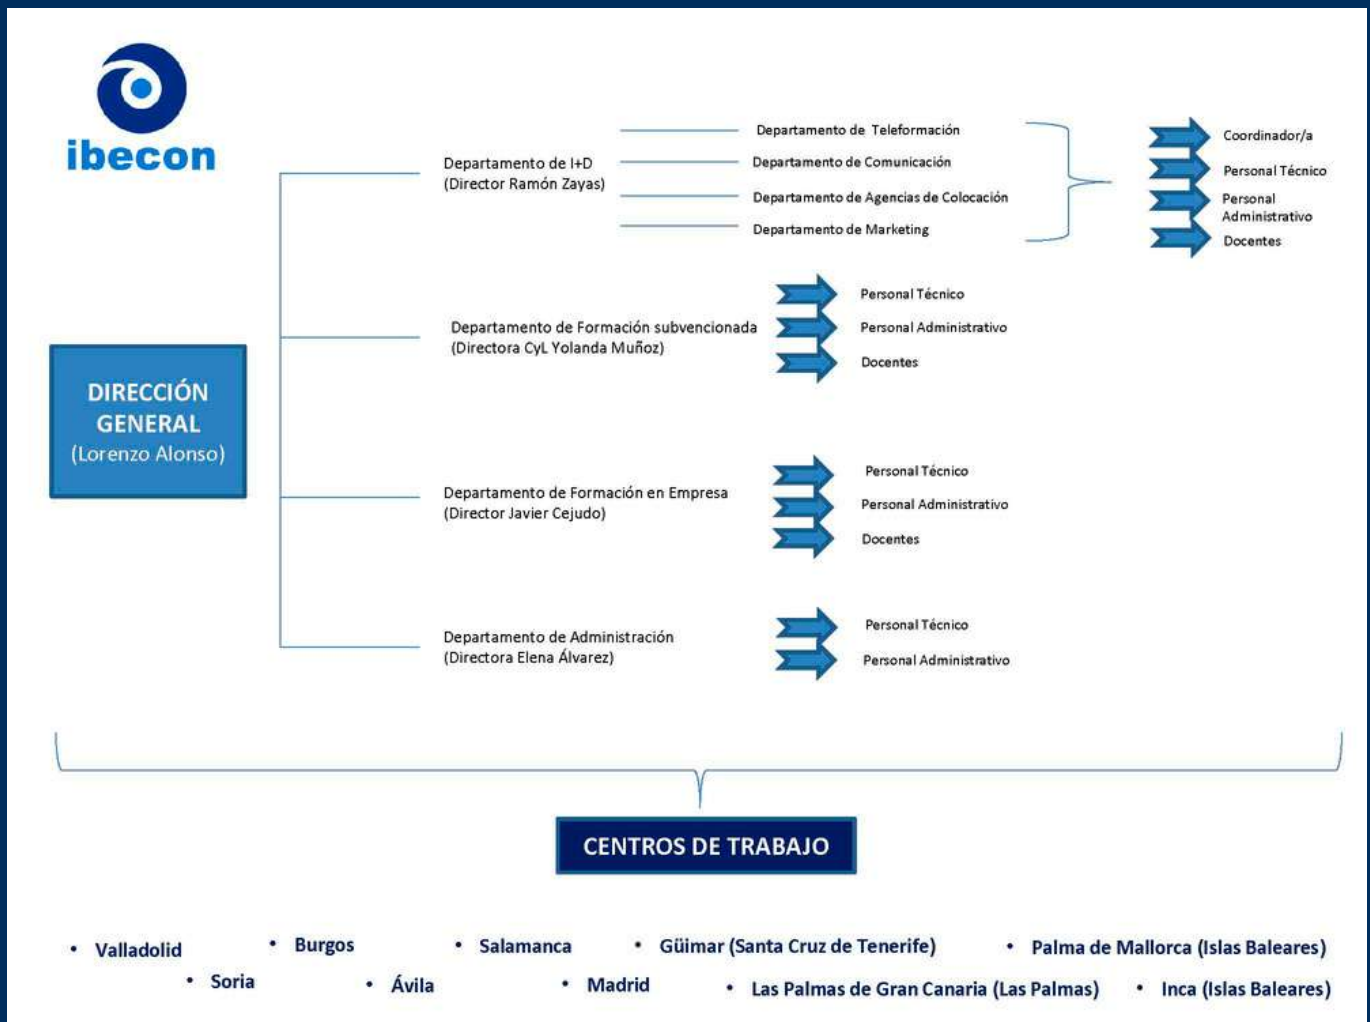 ibecon
DIRECCIÓN
GENERAL
(Lorenzo Alonso)
Departamento de I+D
(Director Ramón Zayas)
Departamento de Teleformación
Departamento de Comunicación
Departamento de Agencias de Colocación
Departamento de Marketing
Coordinador/a
Personal Técnico
Personal
Administrativo
Docentes
Departamento de Formación subvencionada
(Directora CyL Yolanda Muñoz)
Personal Técnico
Personal Administrativo
Docentes
Departamento de Formación en Empresa
(Director Javier Cejudo)
Personal Técnico
Personal Administrativo
Docentes
Departamento de Administración
(Directora Elena Álvarez)
Personal Técnico
Personal Administrativo
CENTROS DE TRABAJO
• Valladolid
• Burgos
• Salamanca
• Güimar (Santa Cruz de Tenerife)
• Palma de Mallorca (Islas Baleares)
• Soria
• Ávila
• Madrid
• Las Palmas de Gran Canaria (Las Palmas)
• Inca (Islas Baleares)